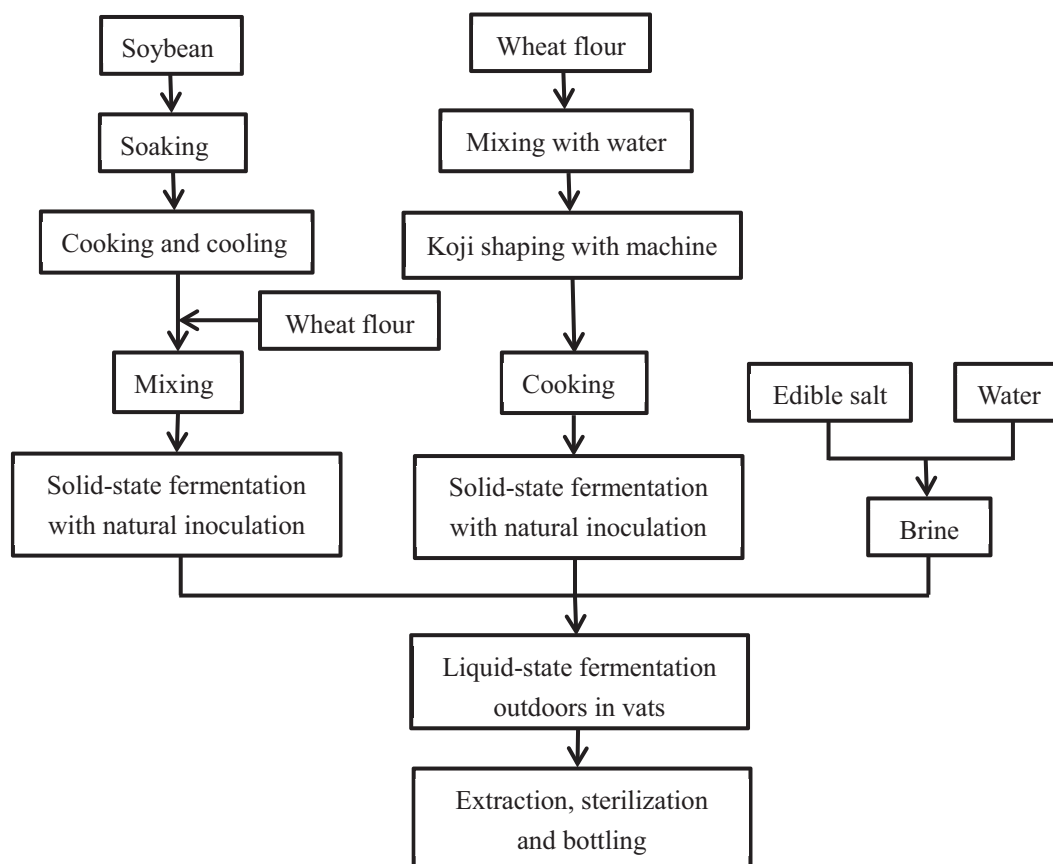 Soybean
Wheat flour
Soaking
Mixing with water
Cooking and cooling
Koji shaping with machine
Wheat flour
Mixing
Cooking
Edible salt
Water
Solid-state fermentation
with natural inoculation
Solid-state fermentation
with natural inoculation
Brine
Liquid-state fermentation
outdoors in vats
Extraction, sterilization
and bottling